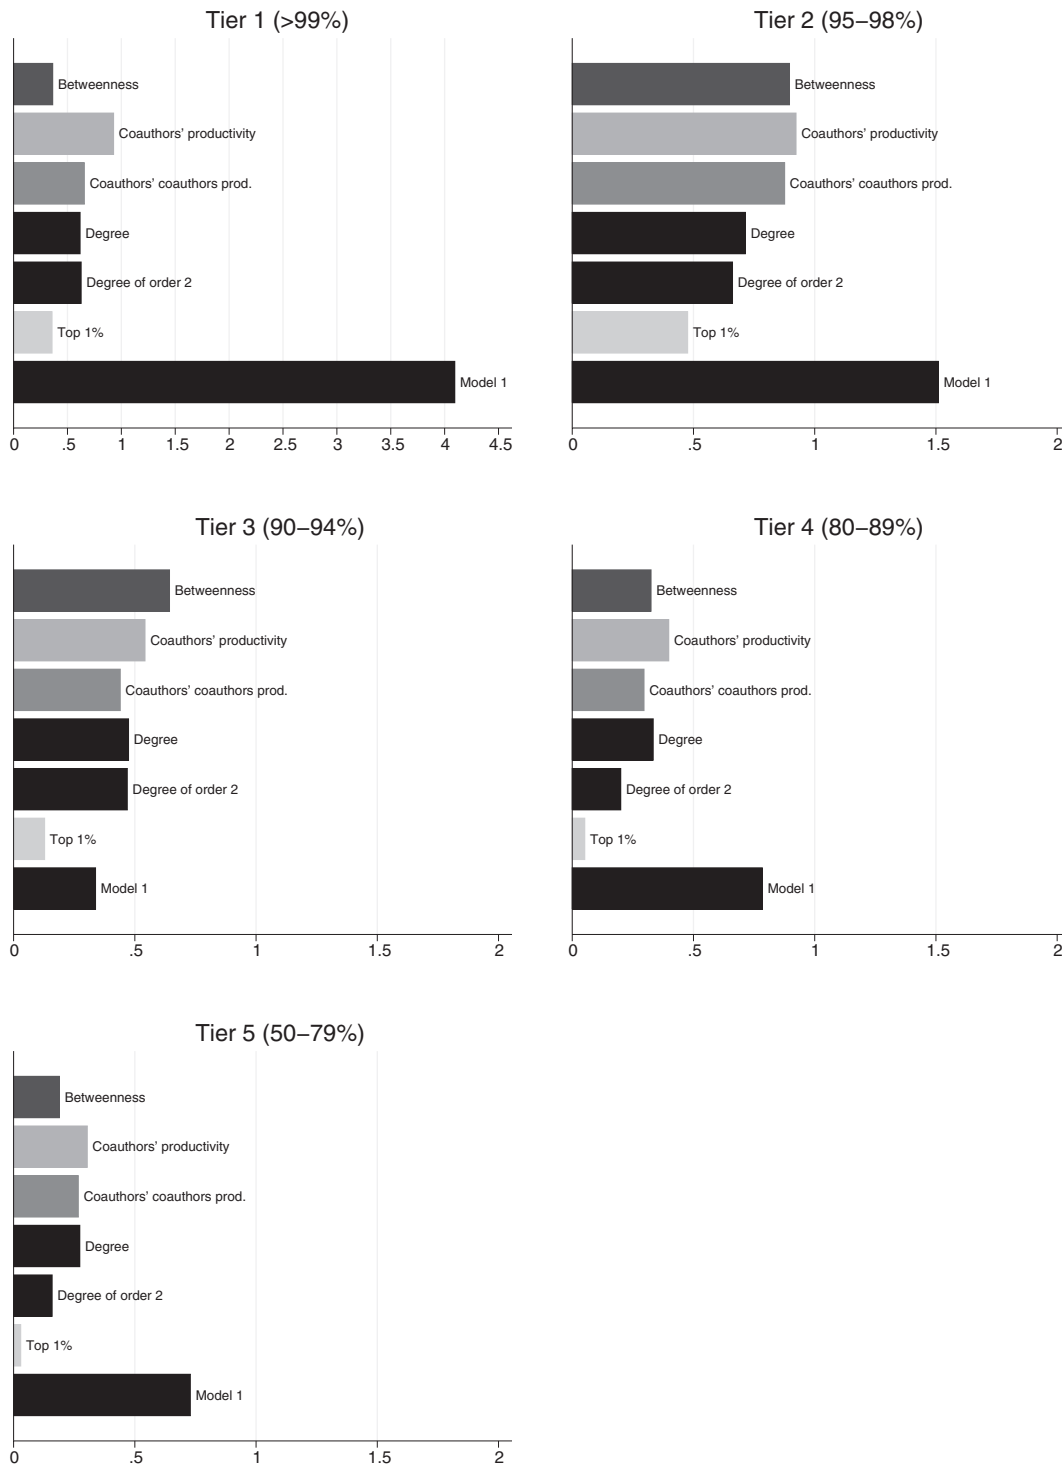 Tier 1 (>99%)
Betweenness
Coauthors’ productivity
Coauthors’ coauthors prod.
Degree
Degree of order 2
Top 1%
Model 1
0 .5 1 1.5 2 2.5 3 3.5 4 4.5
Tier 2 (95–98%)
Betweenness
Coauthors’ productivity
Coauthors’ coauthors prod.
Degree
Degree of order 2
Top 1%
Model 1
0 .5 1 1.5 2
Tier 3 (90–94%)
Betweenness
Coauthors’ productivity
Coauthors’ coauthors prod.
Degree
Degree of order 2
Top 1%
Model 1
0 .5 1 1.5 2
Tier 4 (80–89%)
Betweenness
Coauthors’ productivity
Coauthors’ coauthors prod.
Degree
Degree of order 2
Top 1%
Model 1
0 .5 1 1.5 2
Tier 5 (50–79%)
Betweenness
Coauthors’ productivity
Coauthors’ coauthors prod.
Degree
Degree of order 2
Top 1%
Model 1
0 .5 1 1.5 2